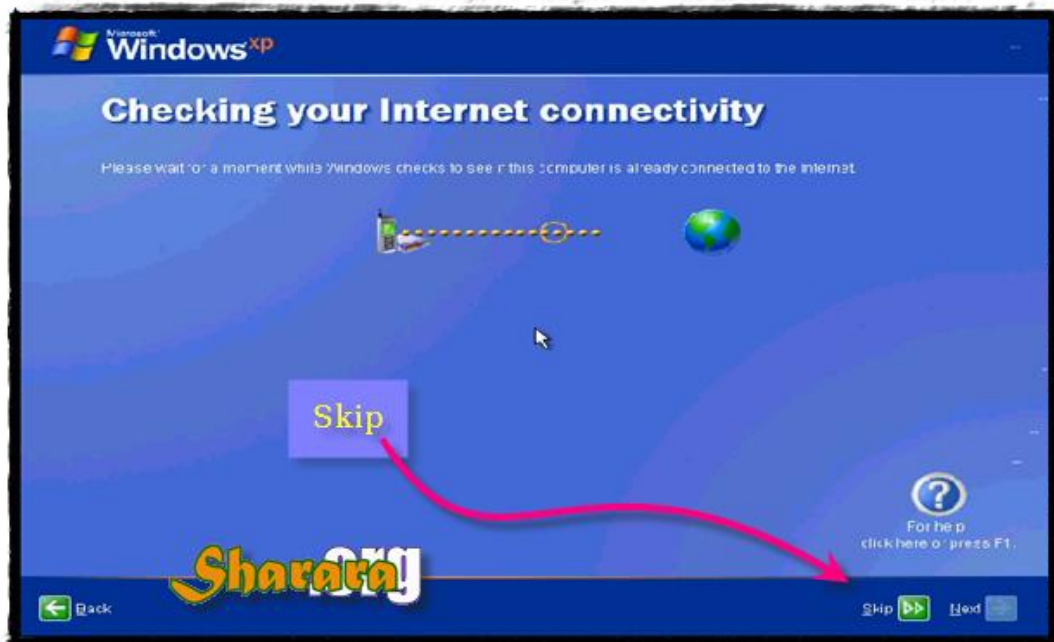 Microsoft
Windows xp
Checking your Internet connectivity
Please wait for a moment while Windows checks to see if this computer is already connected to the Internet.
Skip
For help
click here or press F1.
Sharara.org
Back
Skip
Next